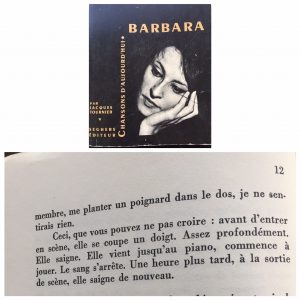 BARBARA
CHANSONS D'AUJOURD'HUI
PAR
JACQUES
TOURNIER
SEGHERS
ÉDITEUR
12
membre, me planter un poignard dans le dos, je ne sen-
tirais rien.
Ceci, que vous pouvez ne pas croire : avant d'entrer
en scène, elle se coupe un doigt. Assez profondément.
Elle saigne. Elle vient jusqu'au piano, commence à
jouer. Le sang s'arrête. Une heure plus tard, à la sortie
de scène, elle saigne de nouveau.